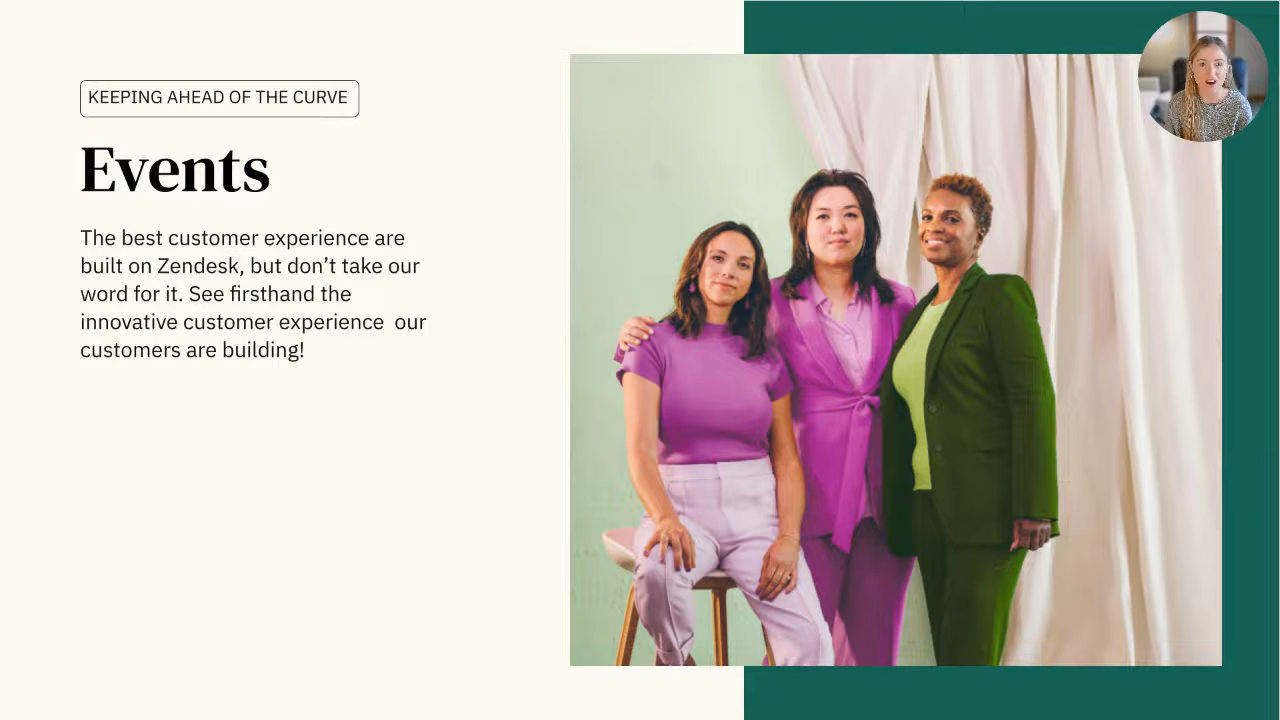 KEEPING AHEAD OF THE CURVE
Events
The best customer experience are
built on Zendesk, but don’t take our
word for it. See firsthand the
innovative customer experience  our
customers are building!